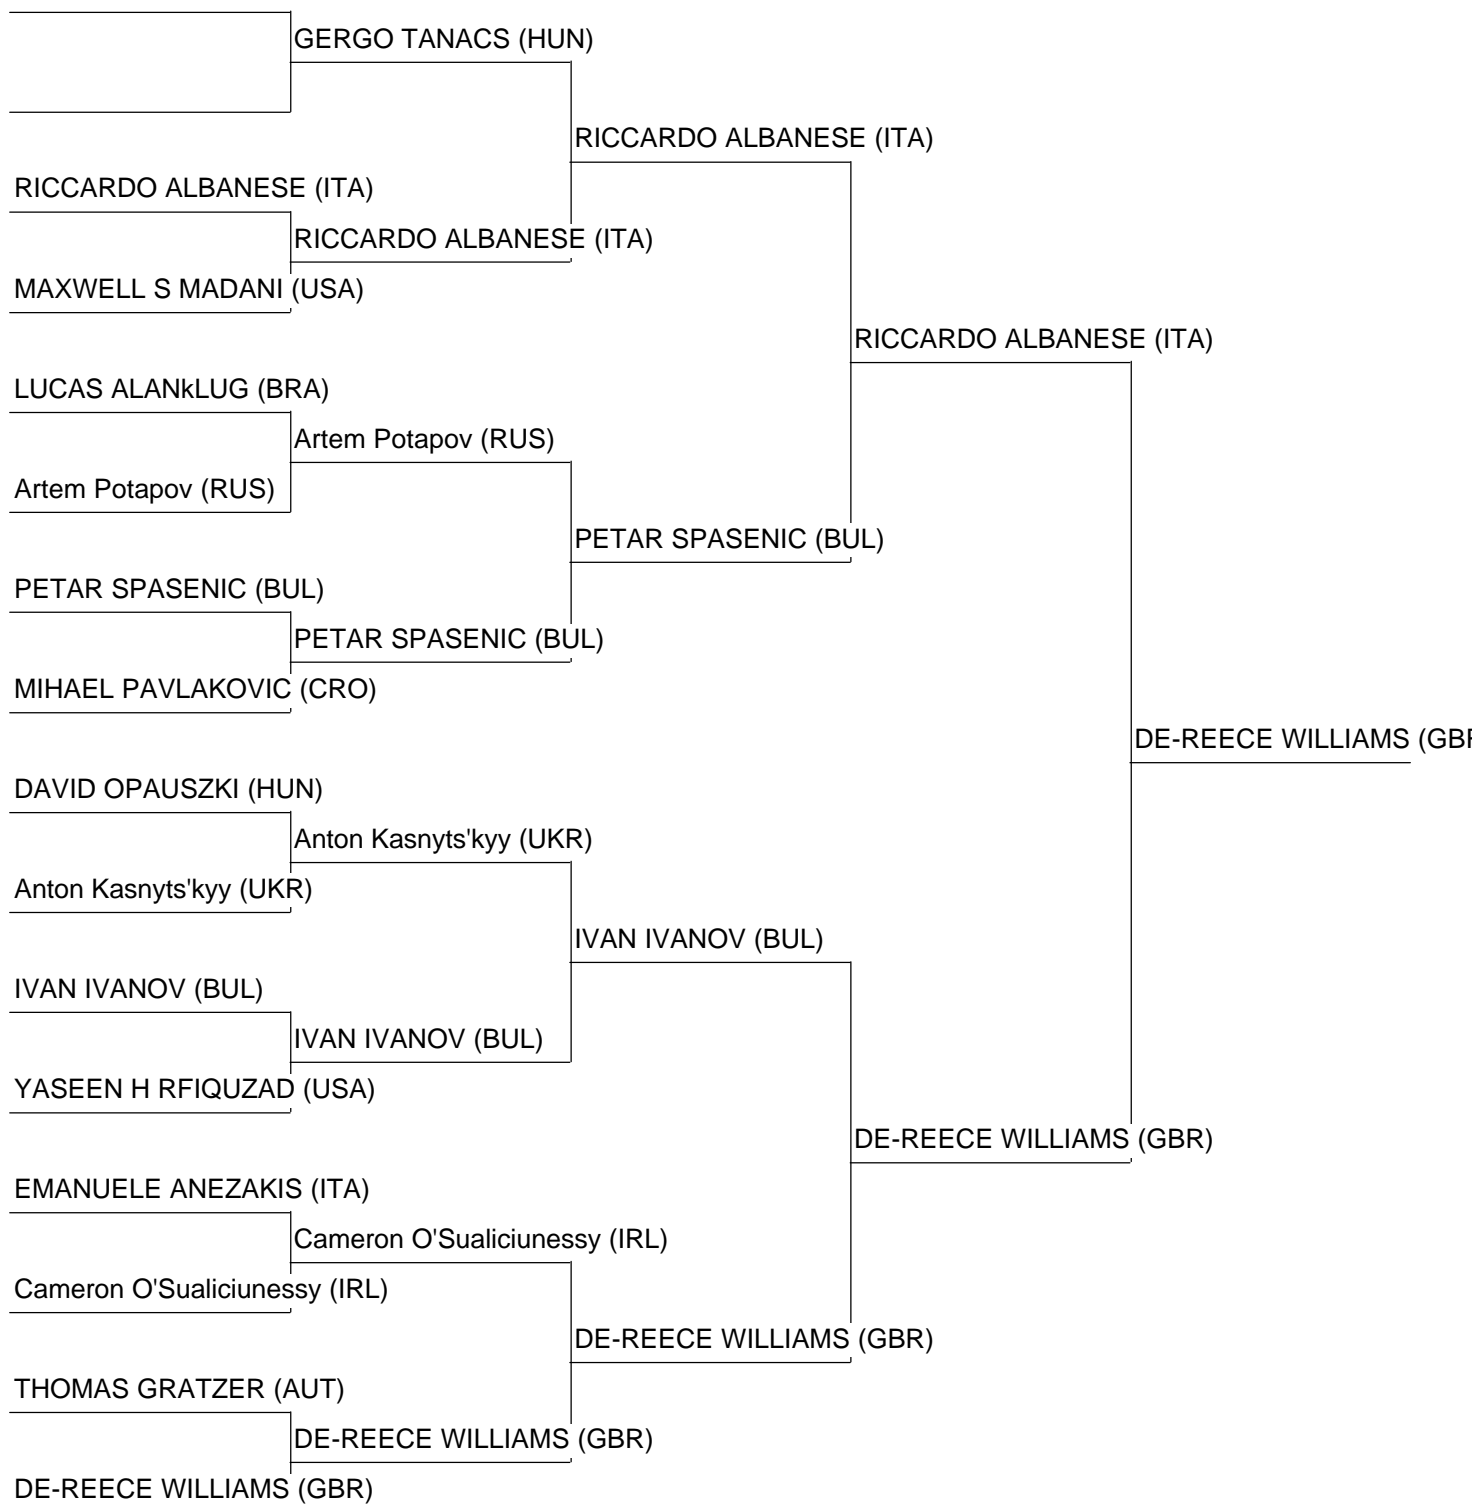 GERGO TANACS (HUN)
RICCARDO ALBANESE (ITA)
RICCARDO ALBANESE (ITA)
RICCARDO ALBANESE (ITA)
MAXWELL S MADANI (USA)
RICCARDO ALBANESE (ITA)
LUCAS ALANkLUG (BRA)
Artem Potapov (RUS)
Artem Potapov (RUS)
PETAR SPASENIC (BUL)
PETAR SPASENIC (BUL)
PETAR SPASENIC (BUL)
MIHAEL PAVLAKOVIC (CRO)
DE-REECE WILLIAMS (GBR
DAVID OPAUSZKI (HUN)
Anton Kasnyts'kyy (UKR)
Anton Kasnyts'kyy (UKR)
IVAN IVANOV (BUL)
IVAN IVANOV (BUL)
IVAN IVANOV (BUL)
YASEEN H RFIQUZAD (USA)
DE-REECE WILLIAMS (GBR)
EMANUELE ANEZAKIS (ITA)
Cameron O'Sualiciunessy (IRL)
Cameron O'Sualiciunessy (IRL)
DE-REECE WILLIAMS (GBR)
THOMAS GRATZER (AUT)
DE-REECE WILLIAMS (GBR)
DE-REECE WILLIAMS (GBR)